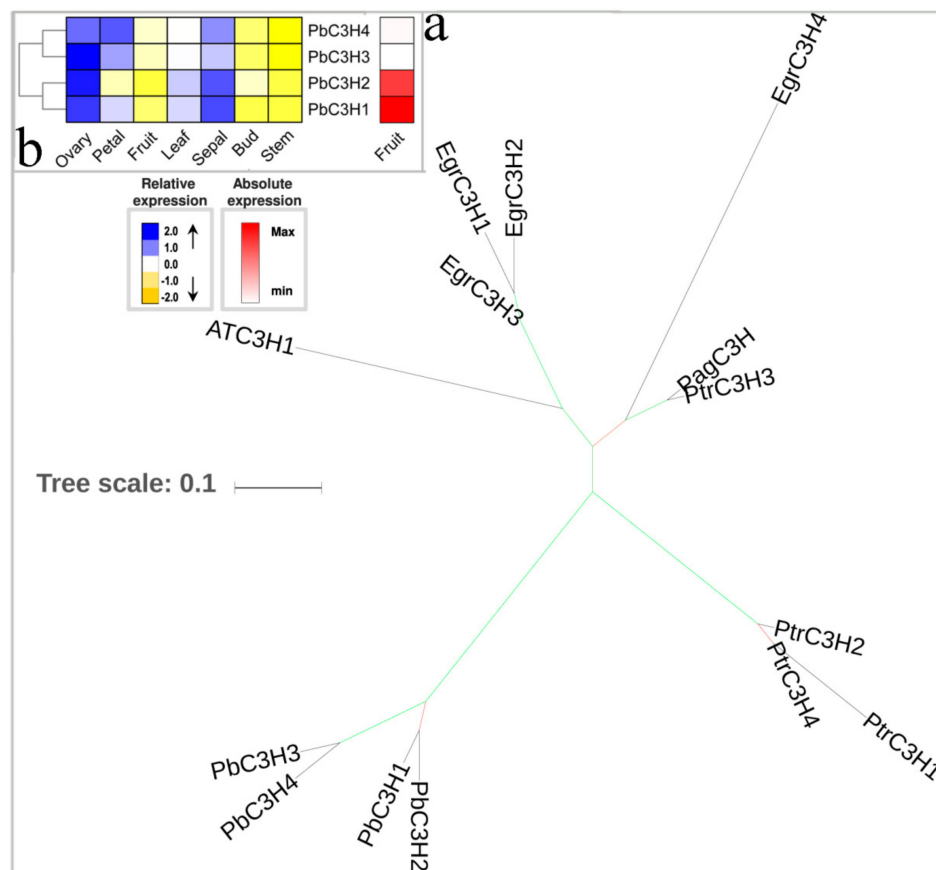 a
PbC3H4
PbC3H3
PbC3H2
PbC3H1
b
Ovary
Petal
Fruit
Leaf
Sepal
Bud
Stem
Fruit
Relative
expression
2.0
1.0
0.0
-1.0
-2.0
Absolute
expression
Max
min
EgrC3H4
EgrC3H1
EgrC3H2
EgrC3H3
ATC3H1
PagC3H
PtrC3H3
Tree scale: 0.1
PtrC3H2
PtrC3H4
PtrC3H1
PbC3H3
PbC3H4
PbC3H1
PbC3H2